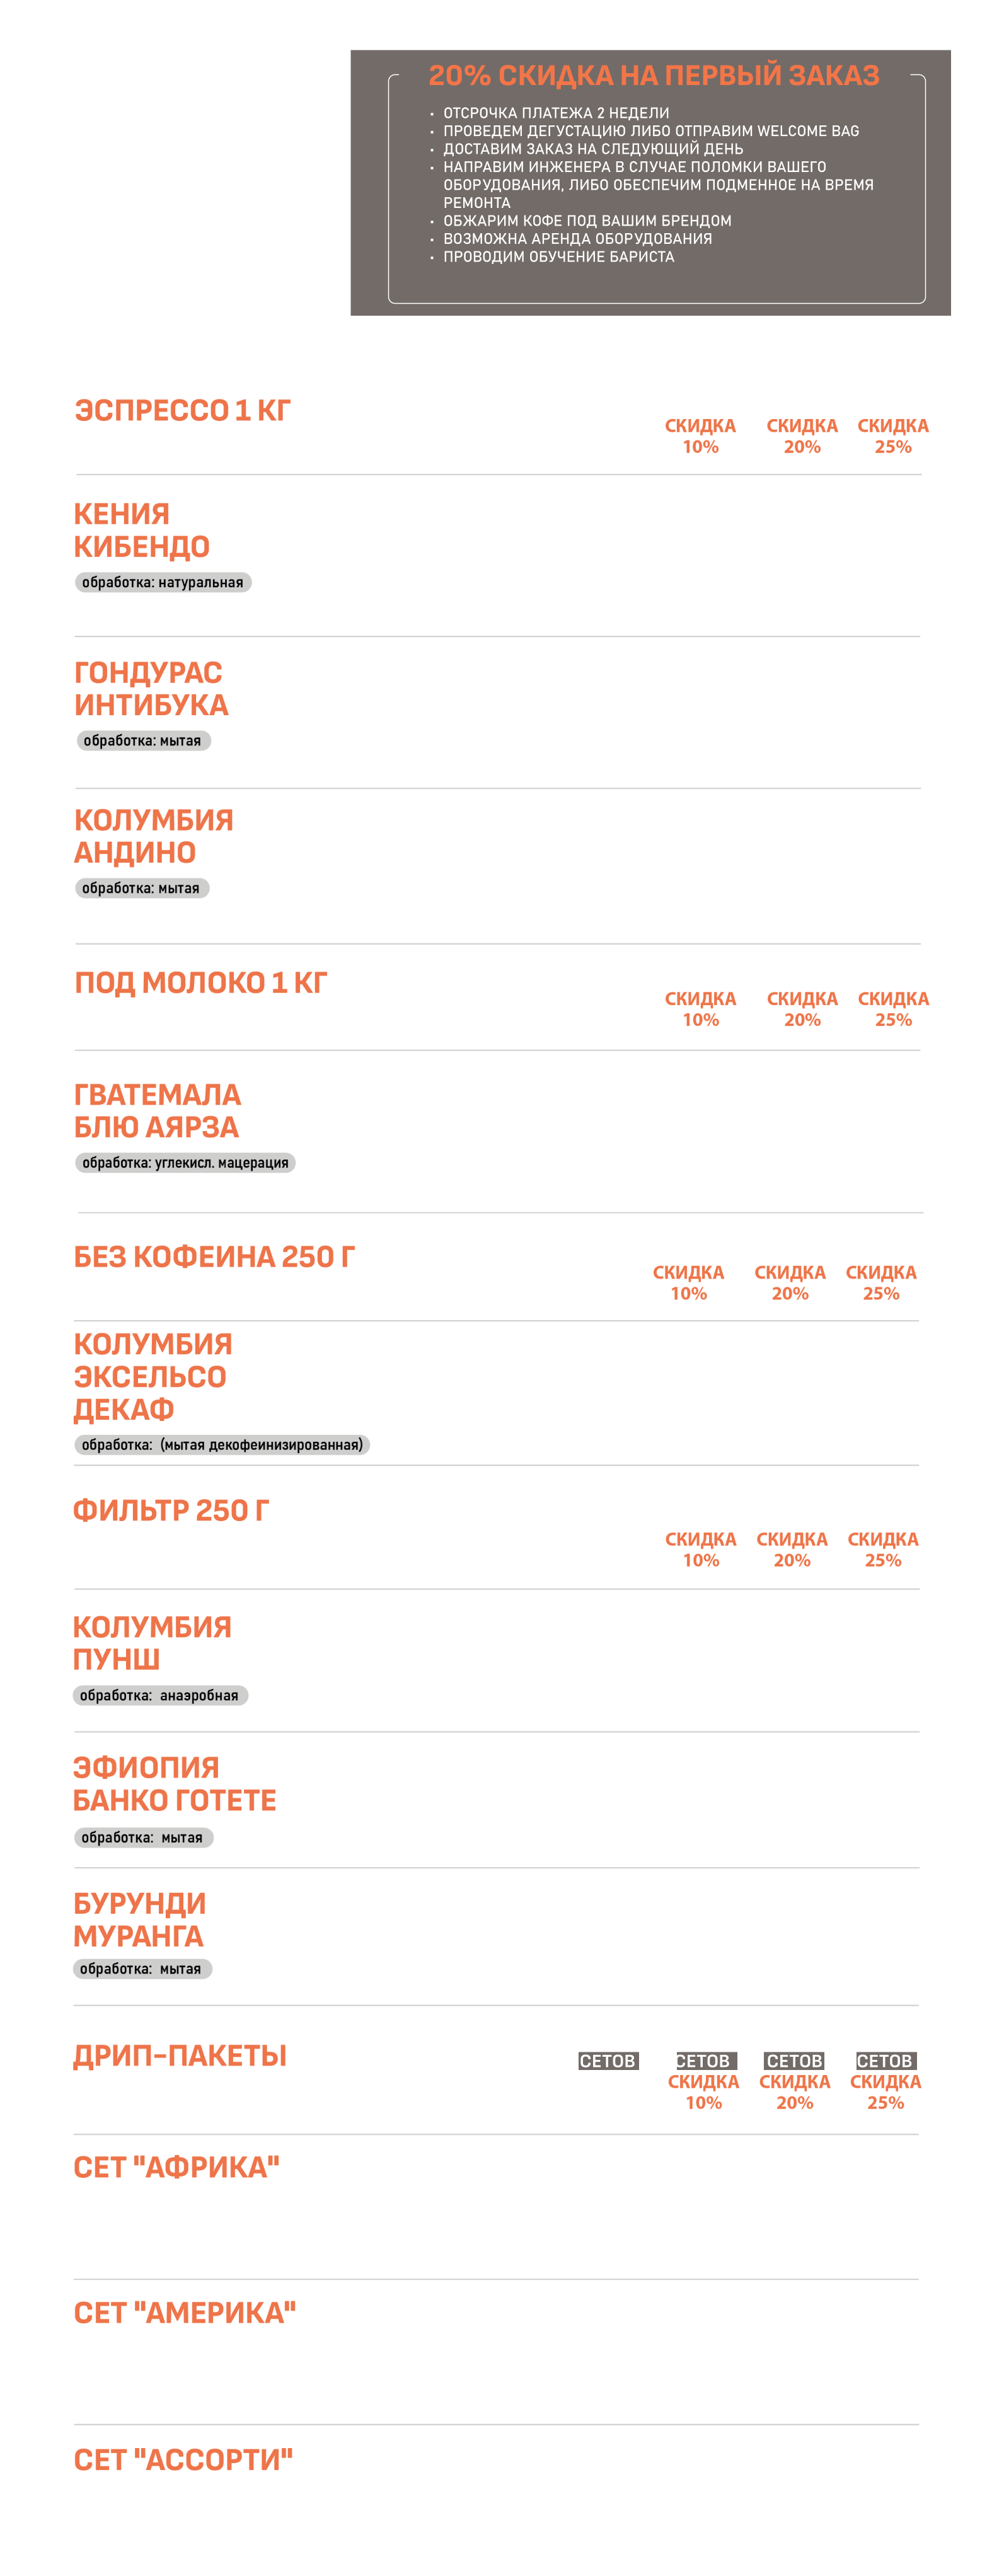 20% СКИДКА НА ПЕРВЫЙ ЗАКАЗ
• ОТСРОЧКА ПЛАТЕЖА 2 НЕДЕЛИ
• ПРОВЕДЕМ ДЕГУСТАЦИЮ ЛИБО ОТПРАВИМ WELCOME BAG
• ДОСТАВИМ ЗАКАЗ НА СЛЕДУЮЩИЙ ДЕНЬ
• НАПРАВИМ ИНЖЕНЕРА В СЛУЧАЕ ПОЛОМКИ ВАШЕГО
ОБОРУДОВАНИЯ, ЛИБО ОБЕСПЕЧИМ ПОДМЕННОЕ НА ВРЕМЯ
РЕМОНТА
• ОБЖАРИМ КОФЕ ПОД ВАШИМ БРЕНДОМ
• ВОЗМОЖНА АРЕНДА ОБОРУДОВАНИЯ
• ПРОВОДИМ ОБУЧЕНИЕ БАРИСТА
ЭСПРЕССО 1 КГ
СКИДКА СКИДКА СКИДКА
10% 20% 25%
КЕНИЯ
КИБЕНДО
обработка: натуральная
ГОНДУРАС
ИНТИБУКА
обработка: мытая
КОЛУМБИЯ
АНДИНО
обработка: мытая
ПОД МОЛОКО 1 КГ
СКИДКА СКИДКА СКИДКА
10% 20% 25%
ГВАТЕМАЛА
БЛЮ АЯРЗА
обработка: углекисл. мацерация
БЕЗ КОФЕИНА 250 Г
СКИДКА СКИДКА СКИДКА
10% 20% 25%
КОЛУМБИЯ
ЭКСЕЛЬСО
ДЕКАФ
обработка: (мытая декофеинизированная)
ФИЛЬТР 250 Г
СКИДКА СКИДКА СКИДКА
10% 20% 25%
КОЛУМБИЯ
ПУНШ
обработка: анаэробная
ЭФИОПИЯ
БАНКО ГОТЕТЕ
обработка: мытая
БУРУНДИ
МУРАНГА
обработка: мытая
ДРИП-ПАКЕТЫ
СЕТОВ СЕТОВ СЕТОВ СЕТОВ
СКИДКА СКИДКА СКИДКА
10% 20% 25%
СЕТ "АФРИКА"
СЕТ "АМЕРИКА"
СЕТ "АССОРТИ"